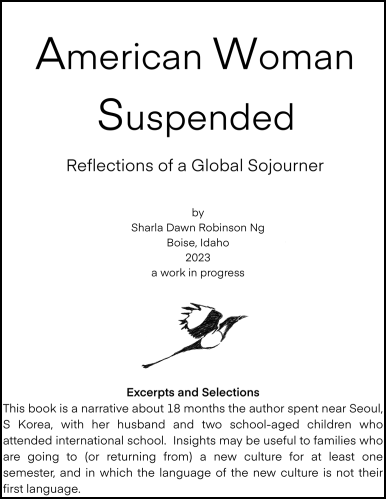 American Woman
Suspended
Reflections of a Global Sojourner
by
Sharla Dawn Robinson Ng
Boise, Idaho
2023
a work in progress
Excerpts and Selections
This book is a narrative about 18 months the author spent near Seoul,
S Korea, with her husband and two school-aged children who
attended international school. Insights may be useful to families who
are going to (or returning from) a new culture for at least one
semester, and in which the language of the new culture is not their
first language.